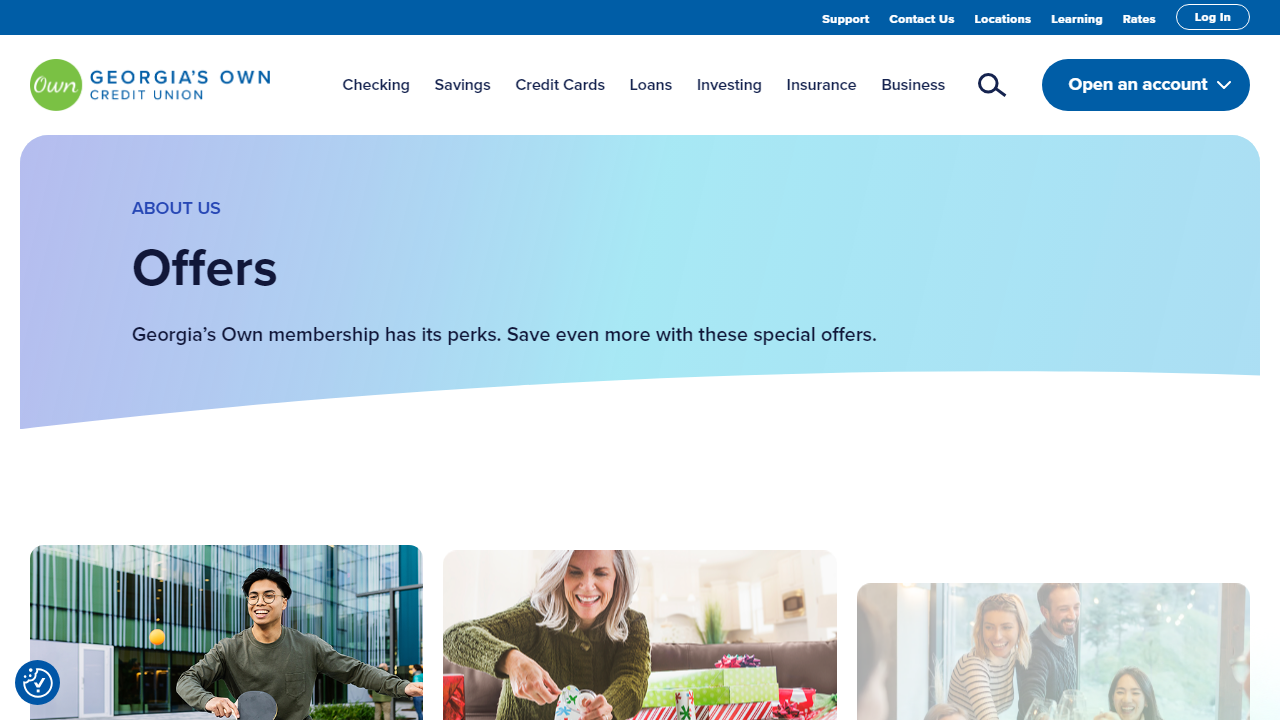 Support Contact Us Locations Learning Rates Log In
Own GEORGIA'S OWN
CREDIT UNION
Checking Savings Credit Cards Loans Investing Insurance Business Open an account
ABOUT US
Offers
Georgia’s Own membership has its perks. Save even more with these special offers.